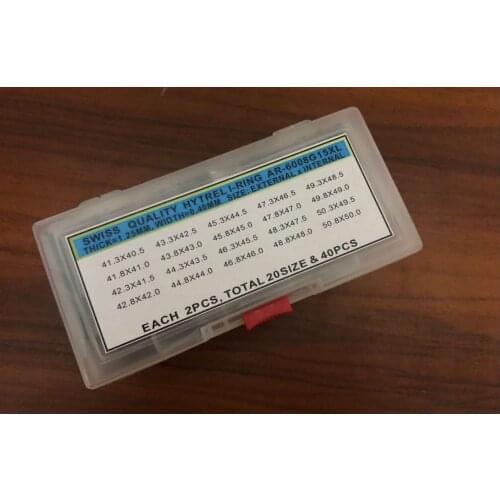 SWISS QUALITY HYTREL I-RING AR-6008G15XL
THICK=1.25MM, WIDTH=0.40MM SIZE:EXTERNAL x INTERNAL
41.3X40.5 43.3X42.5 45.3X44.5 47.3X46.5 49.3X48.5
41.8X41.0 43.8X43.0 45.8X45.0 47.8X47.0 49.8X49.0
42.3X41.5 44.3X43.5 46.3X45.5 48.3X47.5 50.3X49.5
42.8X42.0 44.8X44.0 46.8X46.0 48.8X48.0 50.8X50.0
EACH 2PCS, TOTAL 20SIZE & 40PCS